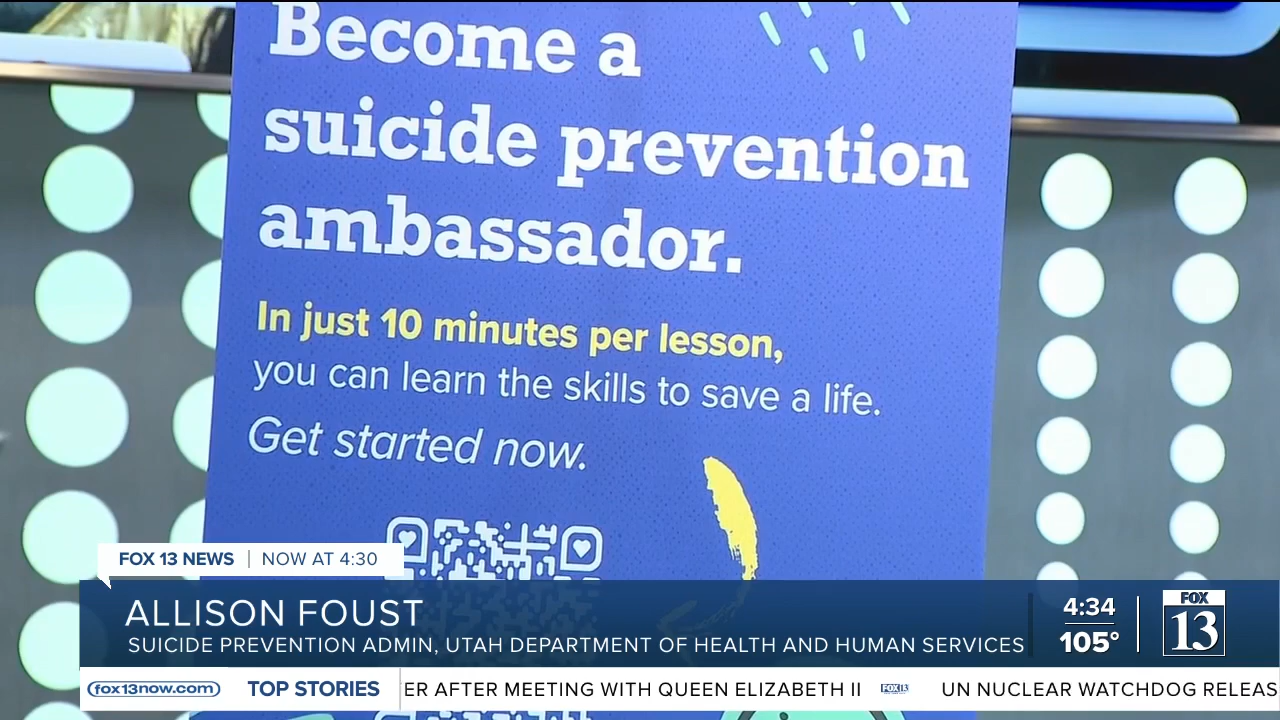 Become a
suicide prevention
ambassador.
In just 10 minutes per lesson,
you can learn the skills to save a life.
Get started now.
FOX 13 NEWS | NOW AT 4:30
ALLISON FOUST
SUICIDE PREVENTION ADMIN, UTAH DEPARTMENT OF HEALTH AND HUMAN SERVICES
4:34
105°
FOX
13
fox13now.com
TOP STORIES
ER AFTER MEETING WITH QUEEN ELIZABETH II
FOX13
UN NUCLEAR WATCHDOG RELEAS